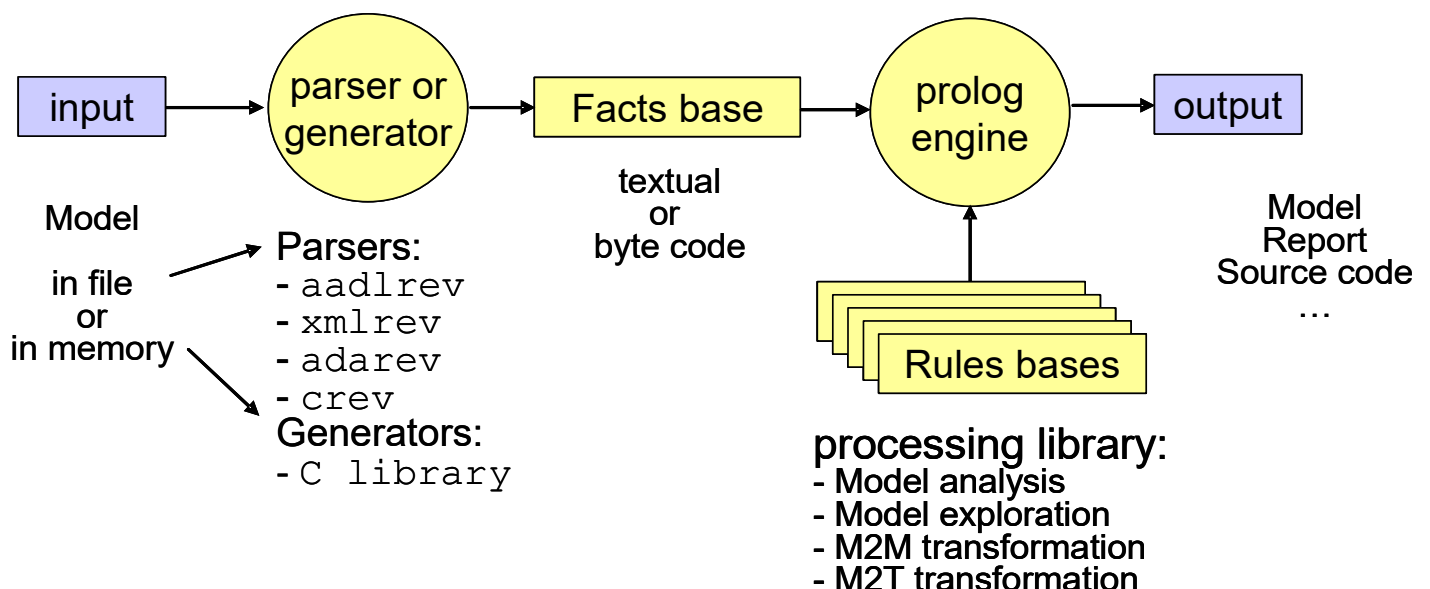 input
parser or
generator
Facts base
prolog
engine
output
textual
or
byte code
Model
in file
or
in memory
Parsers:
- aadlrev
- xmlrev
- adarev
- crev
Generators:
- C library
Model
Report
Source code
...
Rules bases
processing library:
- Model analysis
- Model exploration
- M2M transformation
- M2T transformation